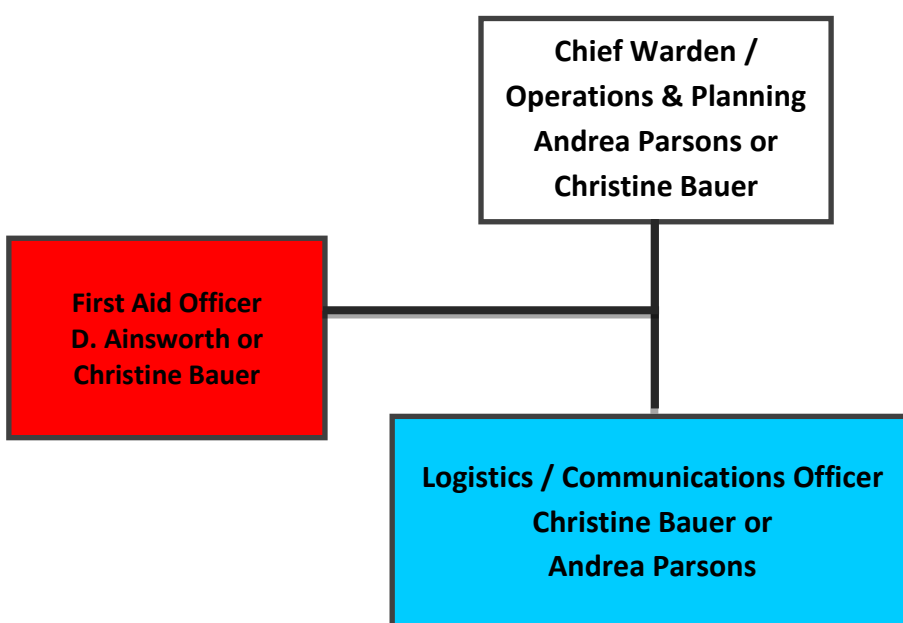 Chief Warden /
Operations & Planning
Andrea Parsons or
Christine Bauer
First Aid Officer
D. Ainsworth or
Christine Bauer
Logistics / Communications Officer
Christine Bauer or
Andrea Parsons